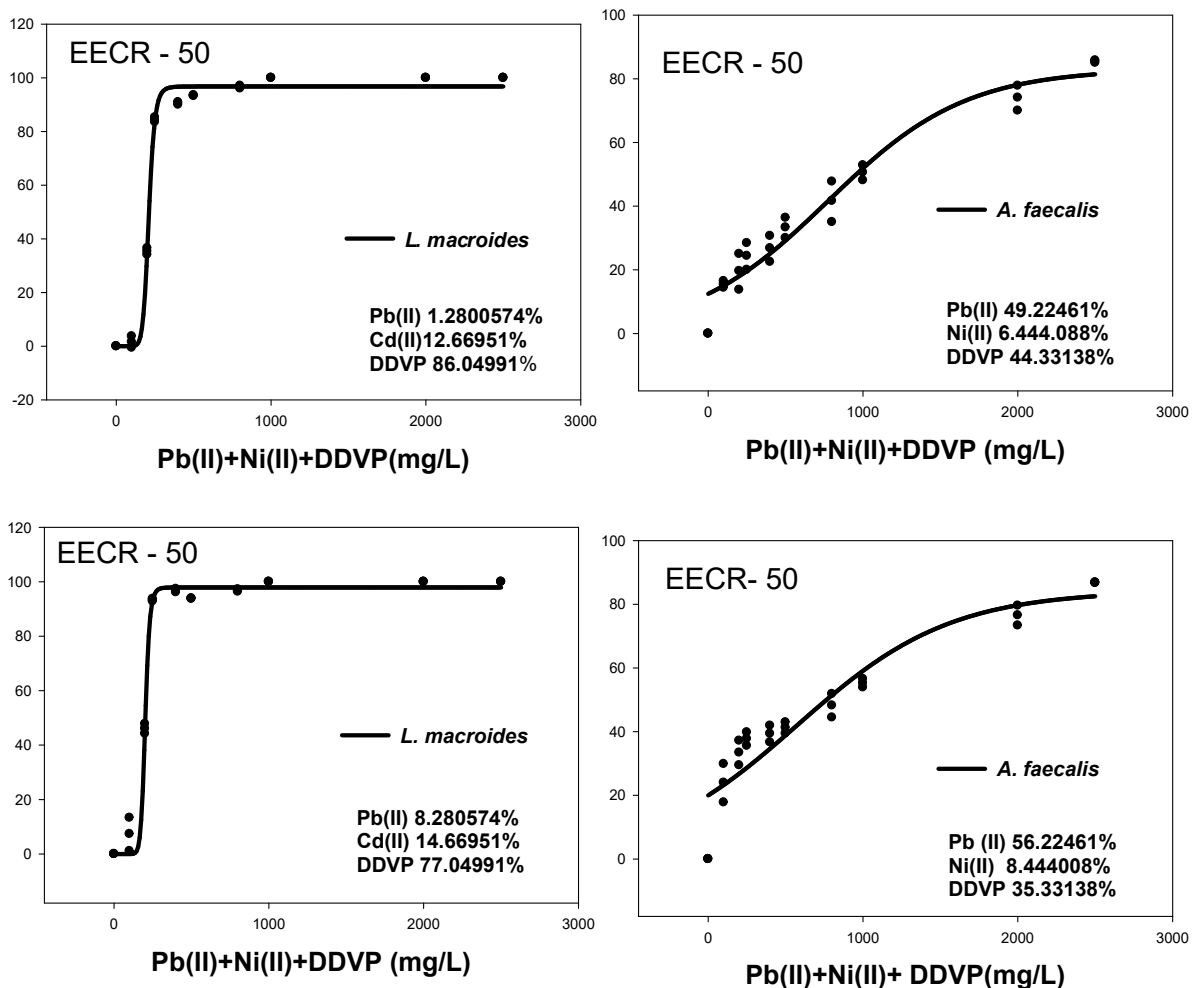 EECR - 50
120
100
80
60
40
20
0
-20
L. macroides
Pb(II) 1.2800574%
Cd(II)12.66951%
DDVP 86.04991%
0 1000 2000 3000
Pb(II)+Ni(II)+DDVP(mg/L)
EECR - 50
100
80
60
40
20
0
A. faecalis
Pb(II) 49.22461%
Ni(II) 6.444.088%
DDVP 44.33138%
0 1000 2000 3000
Pb(II)+Ni(II)+DDVP (mg/L)
EECR - 50
120
100
80
60
40
20
0
L. macroides
Pb(II) 8.280574%
Cd(II) 14.66951%
DDVP 77.04991%
0 1000 2000 3000
Pb(II)+Ni(II)+DDVP (mg/L)
EECR- 50
100
80
60
40
20
0
A. faecalis
Pb (II) 56.22461%
Ni(II) 8.444008%
DDVP 35.33138%
0 1000 2000 3000
Pb(II)+Ni(II)+ DDVP(mg/L)